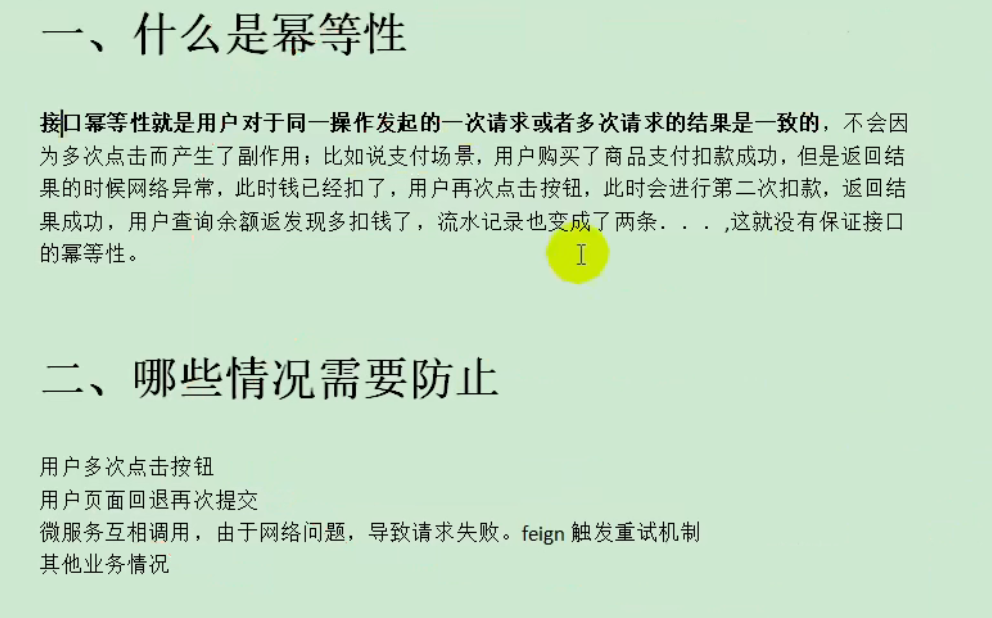 一、什么是幂等性
接口幂等性就是用户对于同一操作发起的一次请求或者多次请求的结果是一致的，不会因
为多次点击而产生了副作用；比如说支付场景，用户购买了商品支付扣款成功，但是返回结
果的时候网络异常，此时钱已经扣了，用户再次点击按钮，此时会进行第二次扣款，返回结
果成功，用户查询余额返发现多扣钱了，流水记录也变成了两条．．．,这就没有保证接口
的幂等性。
二、哪些情况需要防止
用户多次点击按钮
用户页面回退再次提交
微服务互相调用，由于网络问题，导致请求失败。feign 触发重试机制
其他业务情况